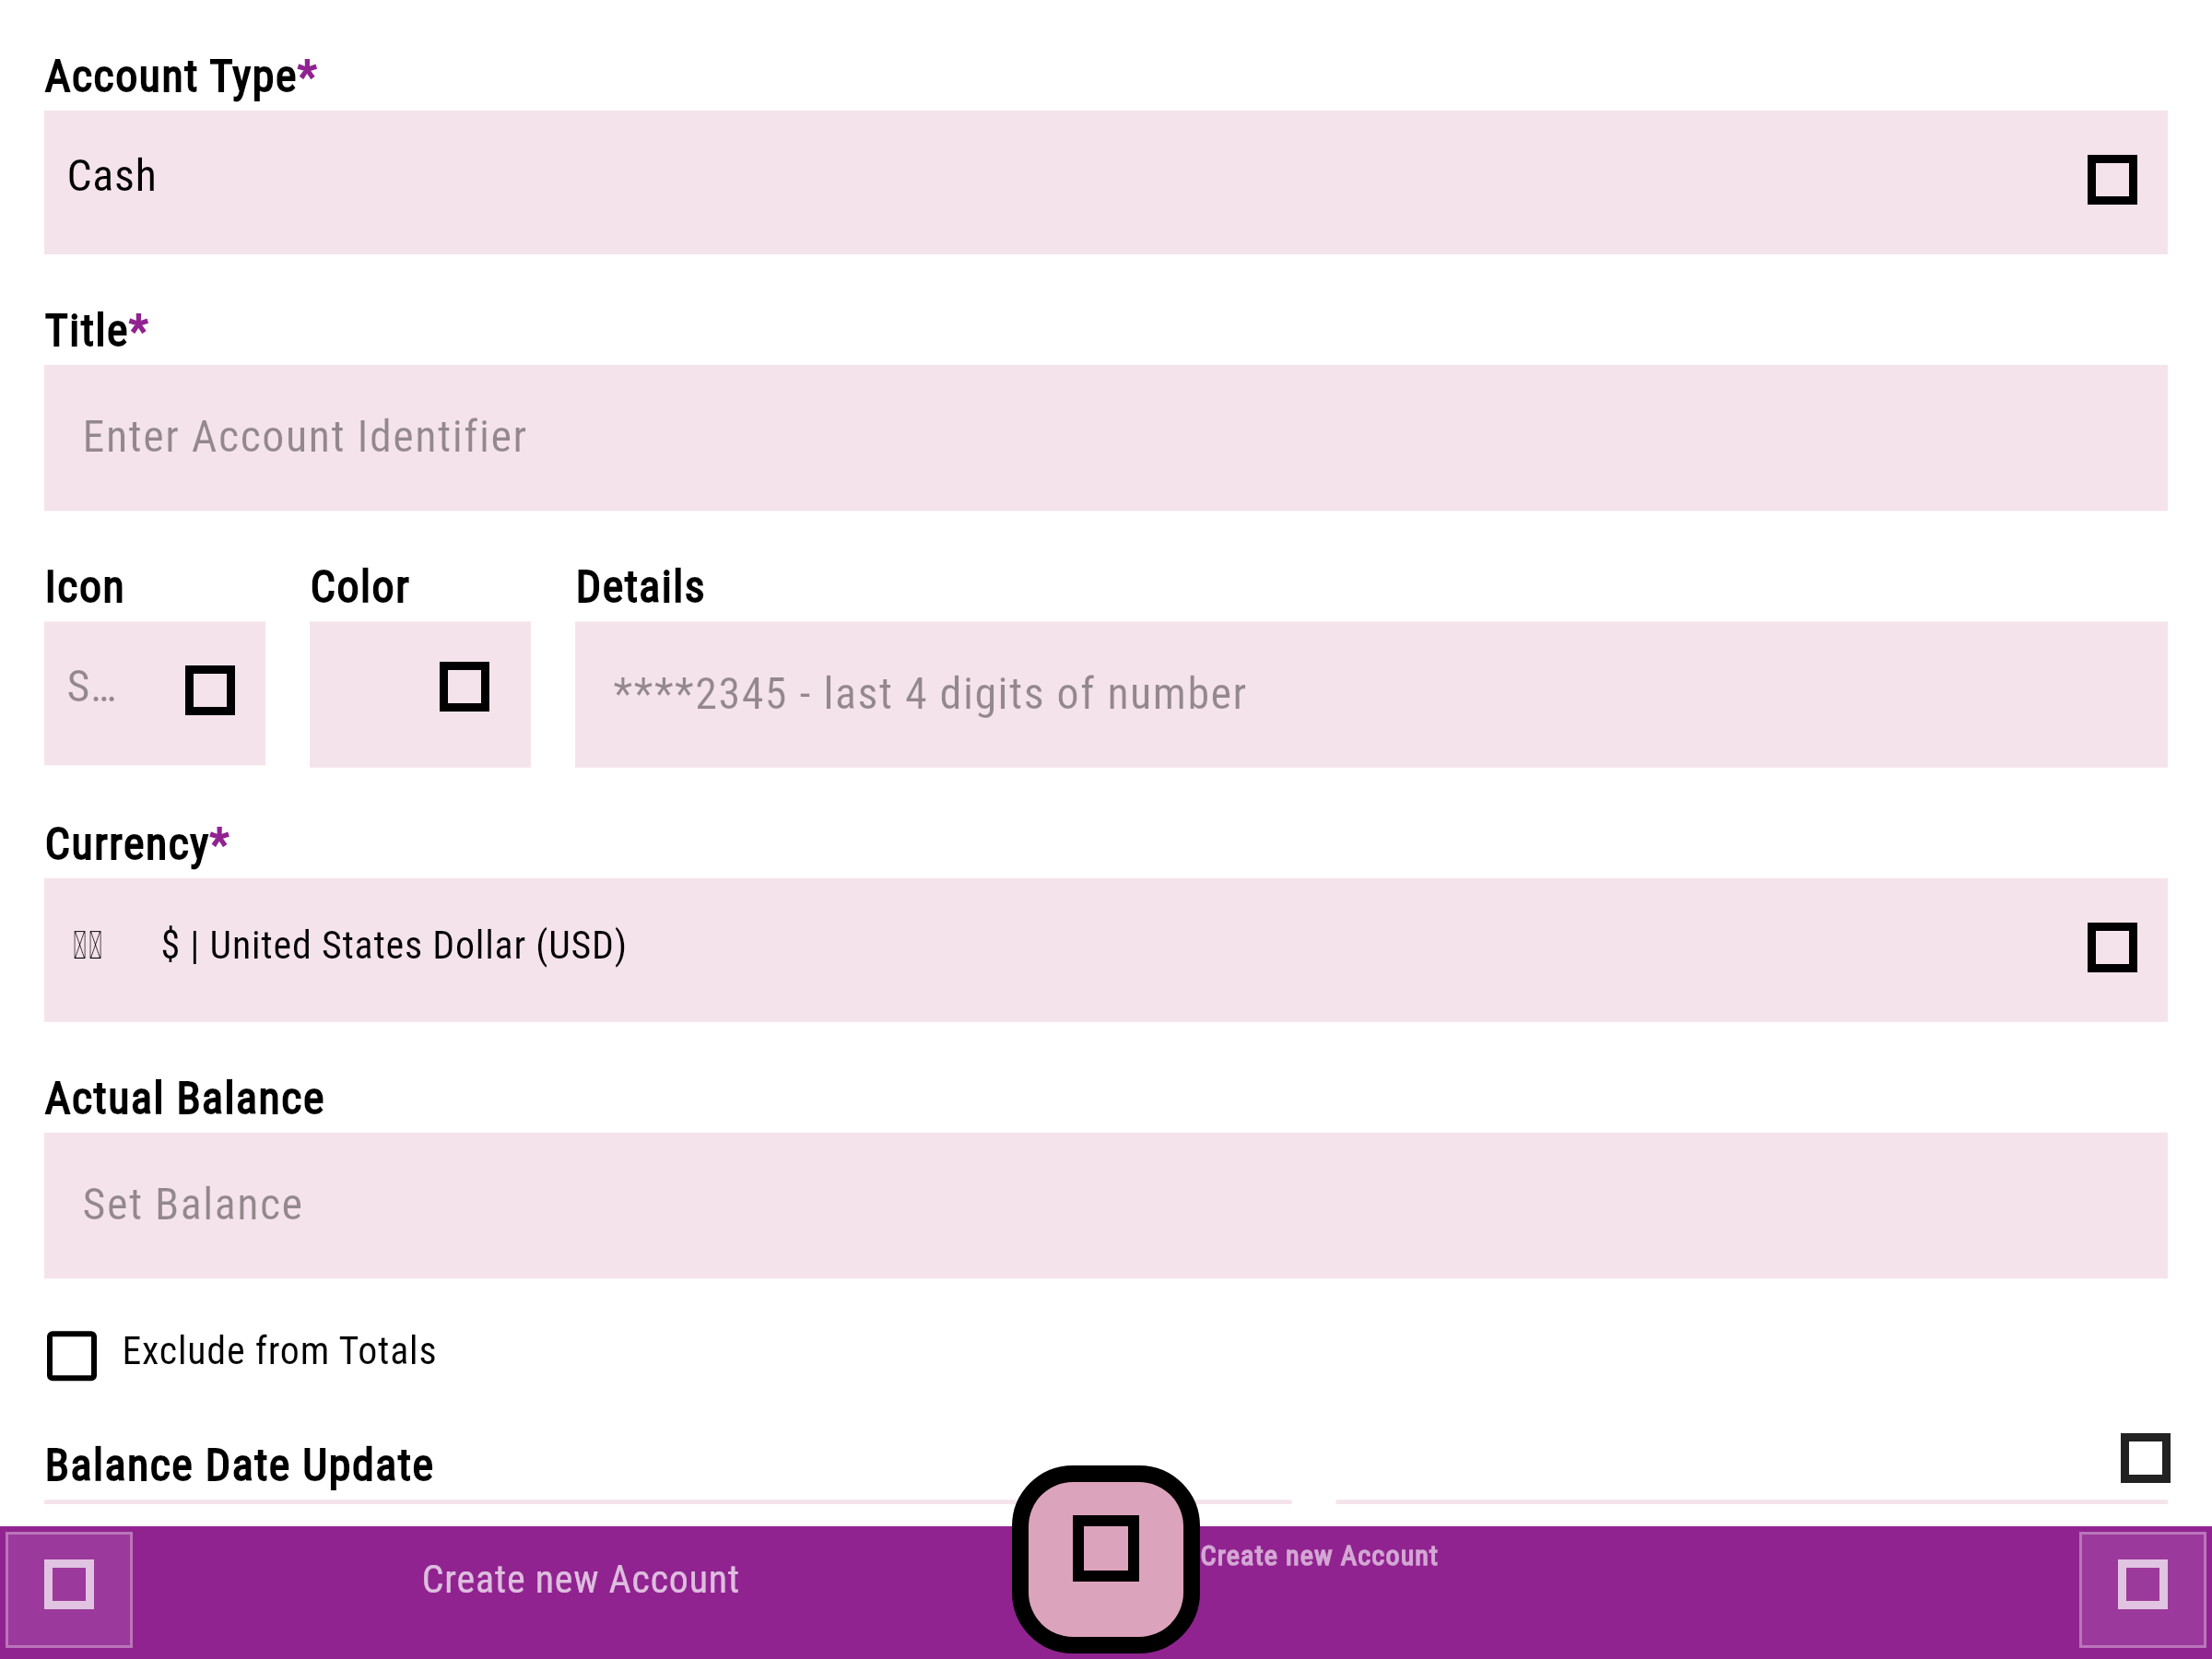 Account Type*
Cash
Title*
Enter Account Identifier
Icon Color Details
S… ****2345 - last 4 digits of number
Currency*
$ | United States Dollar (USD)
Actual Balance
Set Balance
Exclude from Totals
Balance Date Update
Create new Account
Create new Account